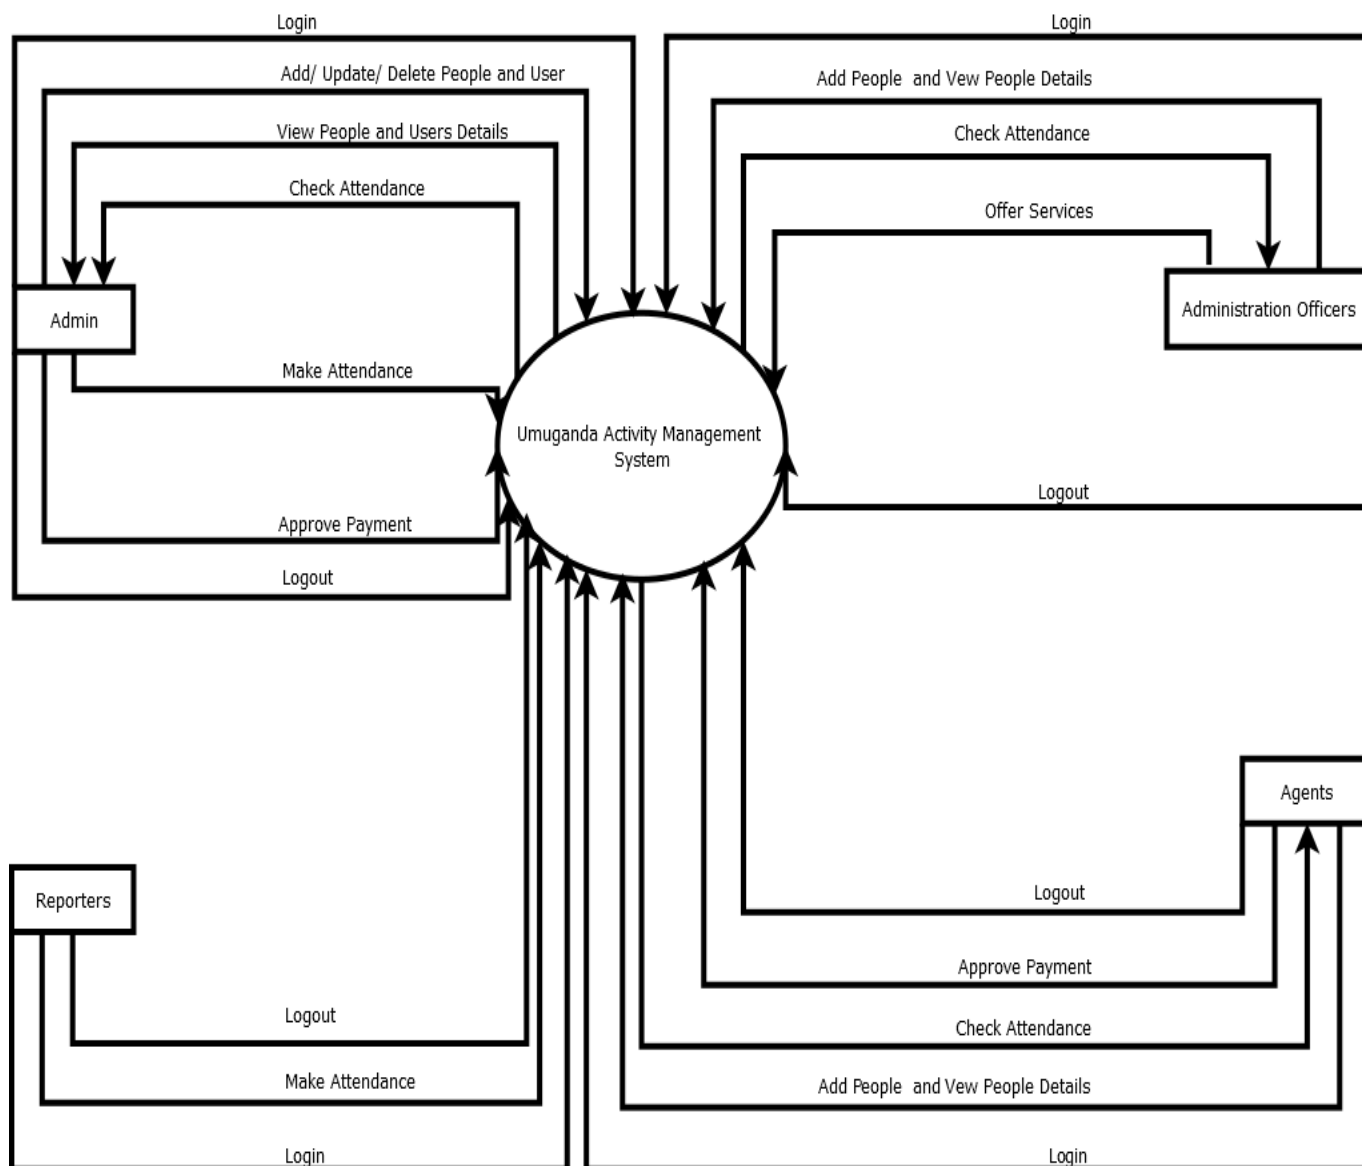 Login
Login
Add/ Update/ Delete People and User
Add People and Vew People Details
View People and Users Details
Check Attendance
Check Attendance
Offer Services
Admin
Administration Officers
Make Attendance
Umuganda Activity Management
System
Logout
Approve Payment
Logout
Agents
Reporters
Logout
Approve Payment
Logout
Check Attendance
Make Attendance
Add People and Vew People Details
Login
Login